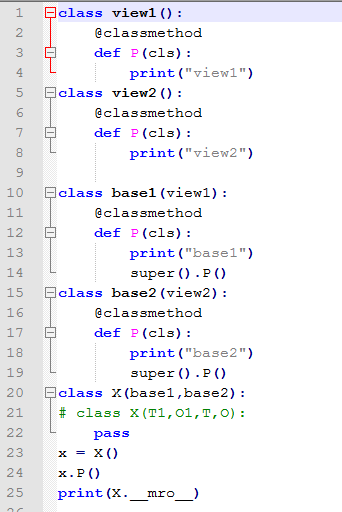 1 class view1():
2 @classmethod
3 def P(cls):
4 print("view1")
5 class view2():
6 @classmethod
7 def P(cls):
8 print("view2")
9
10 class base1(view1):
11 @classmethod
12 def P(cls):
13 print("base1")
14 super().P()
15 class base2(view2):
16 @classmethod
17 def P(cls):
18 print("base2")
19 super().P()
20 class X(base1,base2):
21 # class X(T1,O1,T,O):
22 pass
23 x = X()
24 x.P()
25 print(X.__mro__)